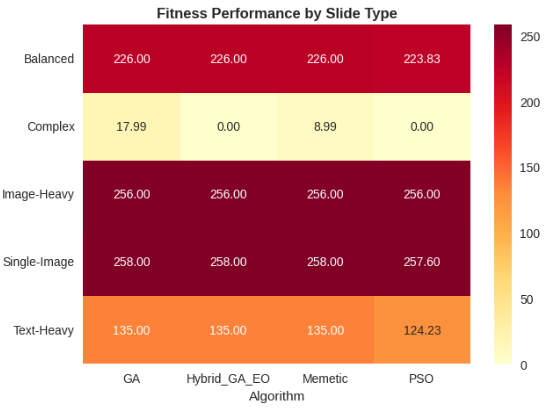 Fitness Performance by Slide Type
Balanced 226.00 226.00 226.00 223.83
Complex 17.99 0.00 8.99 0.00
Image-Heavy 256.00 256.00 256.00 256.00
Single-Image 258.00 258.00 258.00 257.60
Text-Heavy 135.00 135.00 135.00 124.23
GA Hybrid_GA_EO Memetic PSO
Algorithm
250
200
150
100
50
0